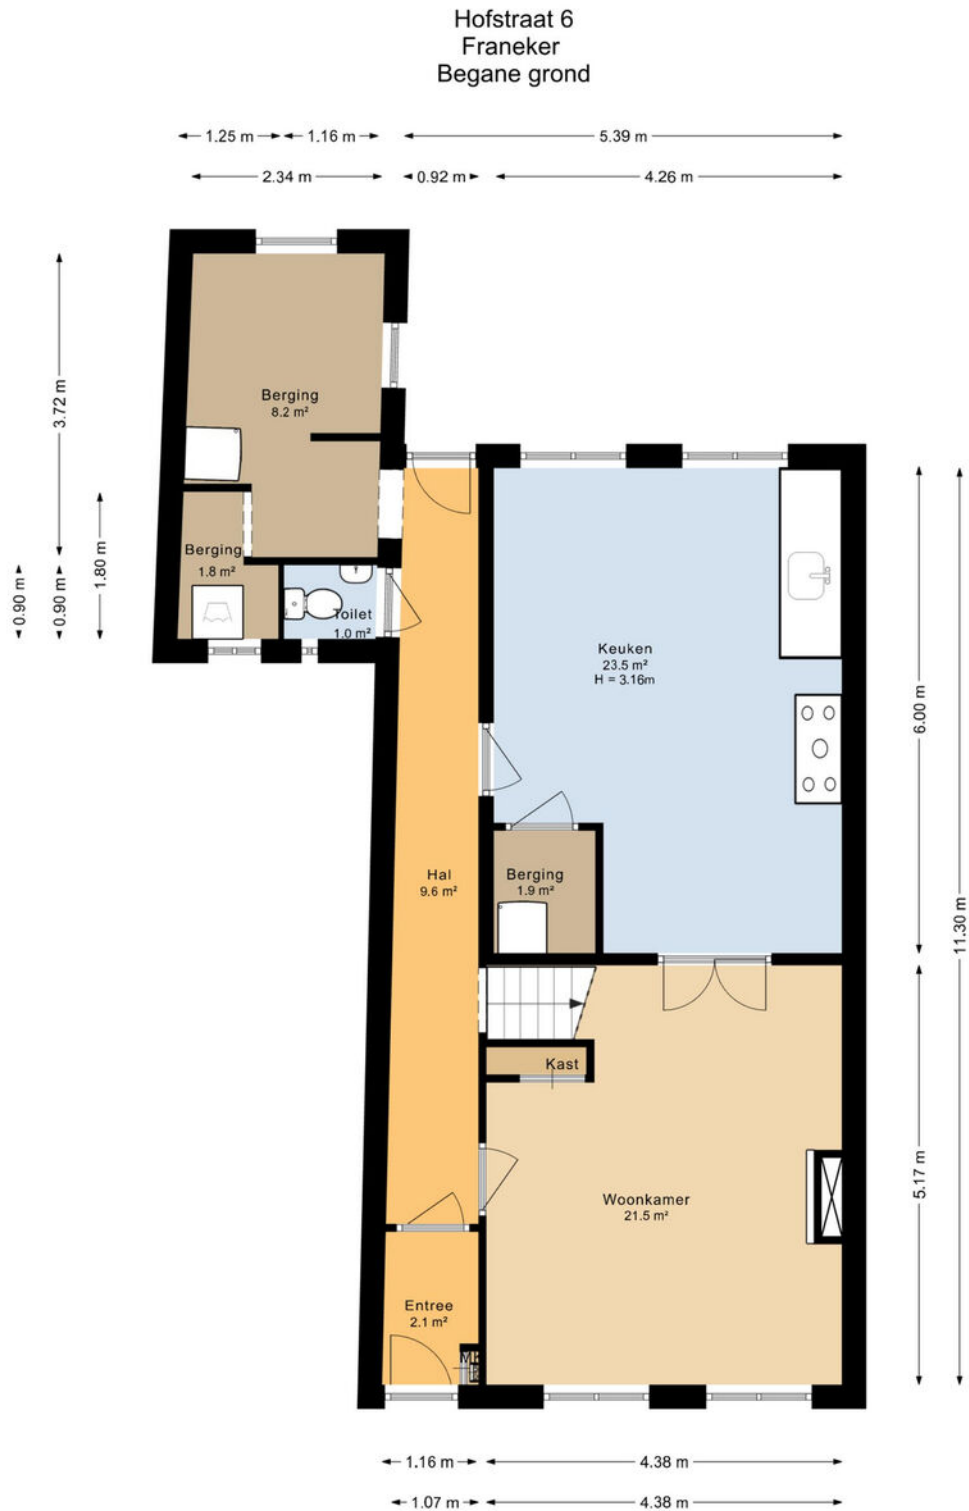 Hofstraat 6
Franeker
Begane grond
1.25 m
1.16 m
5.39 m
2.34 m
0.92 m
4.26 m
3.72 m
Berging
8.2 m²
1.80 m
Berging
1.8 m²
0.90 m
0.90 m
Toilet
1.0 m²
Keuken
23.5 m²
H = 3.16m
6.00 m
Hal
9.6 m²
Berging
1.9 m²
11.30 m
Kast
5.17 m
Woonkamer
21.5 m²
Entree
2.1 m²
1.16 m
4.38 m
1.07 m
4.38 m